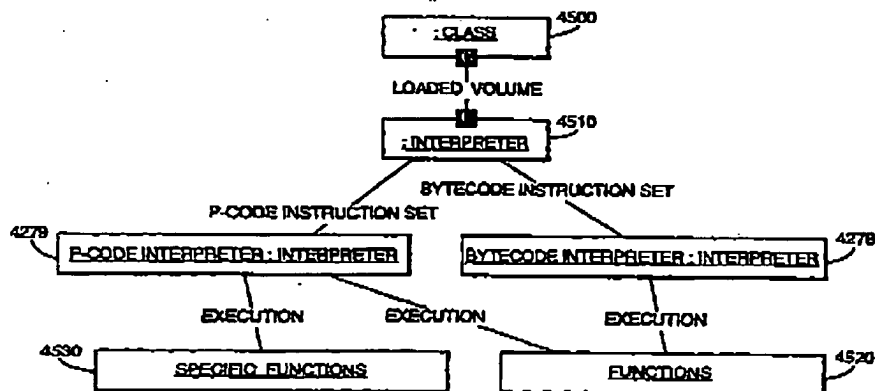 4500
: CLASS
LOADED VOLUME
4510
: INTERPRETER
BYTECODE INSTRUCTION SET
P-CODE INSTRUCTION SET
4279
P-CODE INTERPRETER : INTERPRETER
BYTECODE INTERPRETER : INTERPRETER
4278
EXECUTION
EXECUTION
EXECUTION
4530
SPECIFIC FUNCTIONS
FUNCTIONS
4520